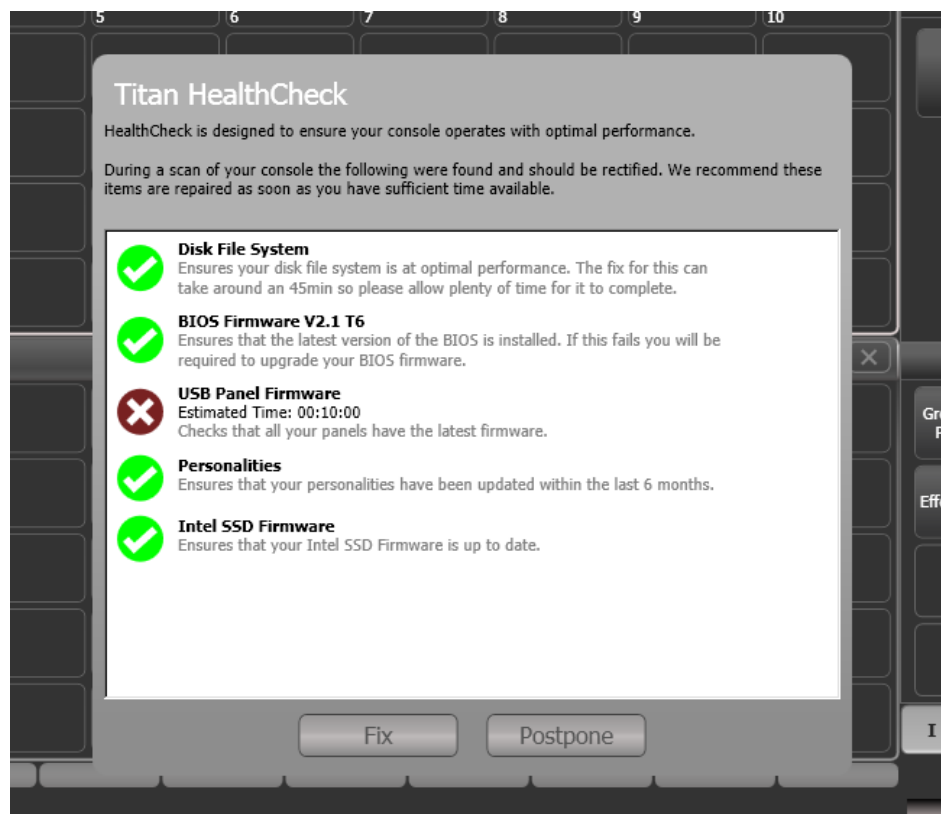 5 6 7 8 9 10
Titan HealthCheck
HealthCheck is designed to ensure your console operates with optimal performance.
During a scan of your console the following were found and should be rectified. We recommend these
items are repaired as soon as you have sufficient time available.
Disk File System
Ensures your disk file system is at optimal performance. The fix for this can
take around an 45min so please allow plenty of time for it to complete.
BIOS Firmware V2.1 T6
Ensures that the latest version of the BIOS is installed. If this fails you will be
required to upgrade your BIOS firmware.
USB Panel Firmware
Estimated Time: 00:10:00
Checks that all your panels have the latest firmware.
Personalities
Ensures that your personalities have been updated within the last 6 months.
Intel SSD Firmware
Ensures that your Intel SSD Firmware is up to date.
Fix
Postpone